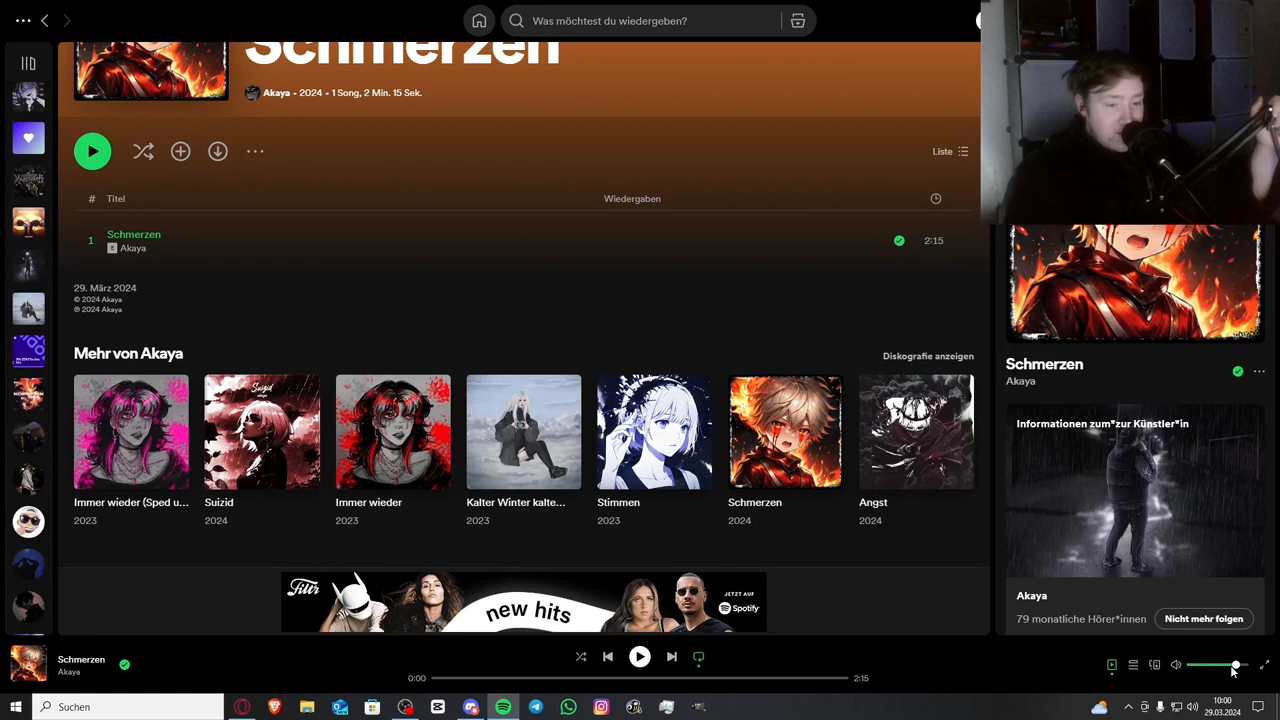 Was möchtest du wiedergeben?
Schmerzen
Akaya • 2024 • 1 Song, 2 Min. 15 Sek.
Liste
# Titel Wiedergaben
1 Schmerzen 2:15
E Akaya
29. März 2024
© 2024 Akaya
℗ 2024 Akaya
Mehr von Akaya
Diskografie anzeigen
Immer wieder (Sped u...
2023
Suizid
2024
Immer wieder
2023
Kalter Winter kalte...
2023
Stimmen
2023
Schmerzen
2024
Angst
2024
Suizid
Filtr
new hits
JETZT AUF
Spotify
Schmerzen
Akaya
Informationen zum*zur Künstler*in
Akaya
79 monatliche Hörer*innen
Nicht mehr folgen
Schmerzen
Akaya
0:00
2:15
Suchen
10:00
29.03.2024